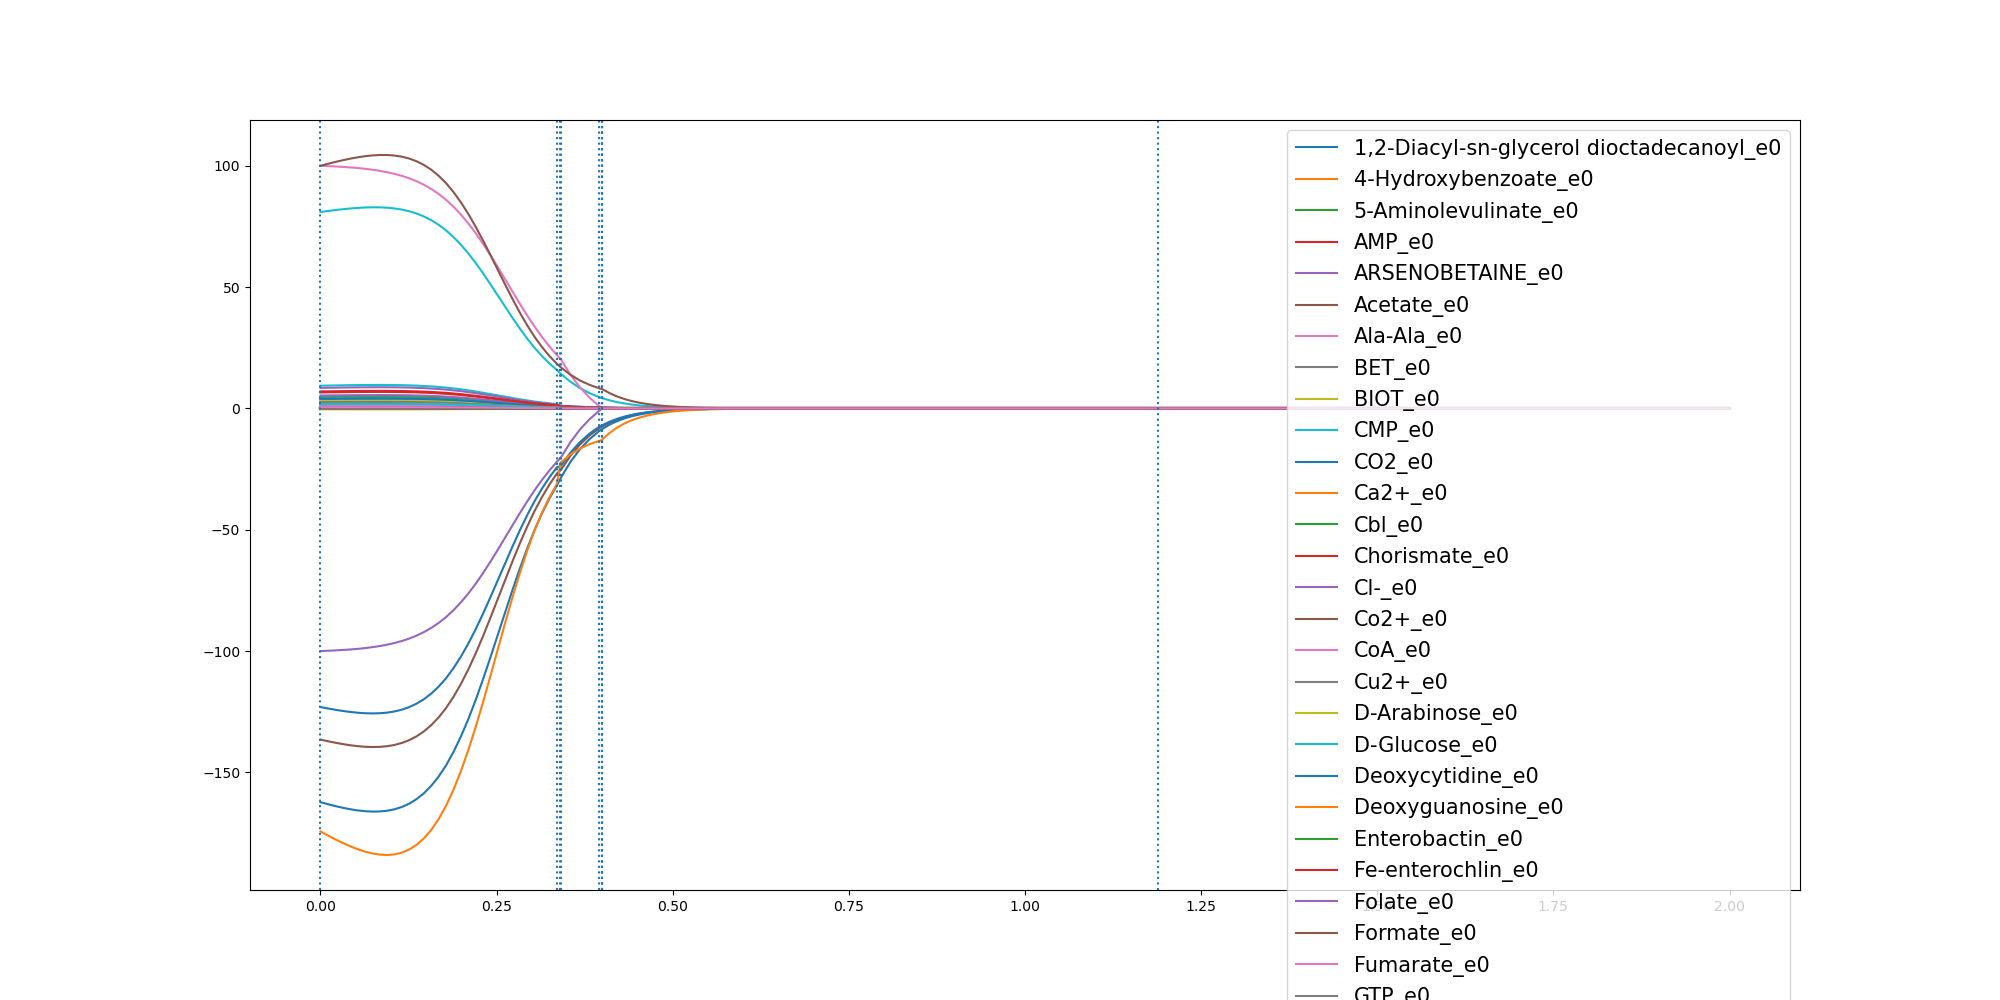 100
50
0
−50
−100
−150
0.00
0.25
0.50
0.75
1.00
1.25
1.75
2.00
1,2-Diacyl-sn-glycerol dioctadecanoyl_e0
4-Hydroxybenzoate_e0
5-Aminolevulinate_e0
AMP_e0
ARSENOBETAINE_e0
Acetate_e0
Ala-Ala_e0
BET_e0
BIOT_e0
CMP_e0
CO2_e0
Ca2+_e0
Cbl_e0
Chorismate_e0
Cl-_e0
Co2+_e0
CoA_e0
Cu2+_e0
D-Arabinose_e0
D-Glucose_e0
Deoxycytidine_e0
Deoxyguanosine_e0
Enterobactin_e0
Fe-enterochlin_e0
Folate_e0
Formate_e0
Fumarate_e0
GTP_e0